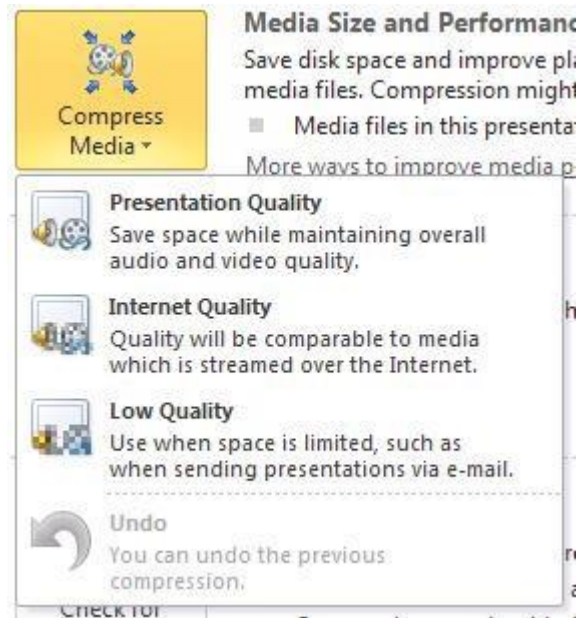 Media Size and Performanc
Save disk space and improve pla
media files. Compression might
Compress
Media
Media files in this presenta
More ways to improve media p
Presentation Quality
Save space while maintaining overall
audio and video quality.
Internet Quality
Quality will be comparable to media
which is streamed over the Internet.
Low Quality
Use when space is limited, such as
when sending presentations via e-mail.
Undo
You can undo the previous
compression.
Check for